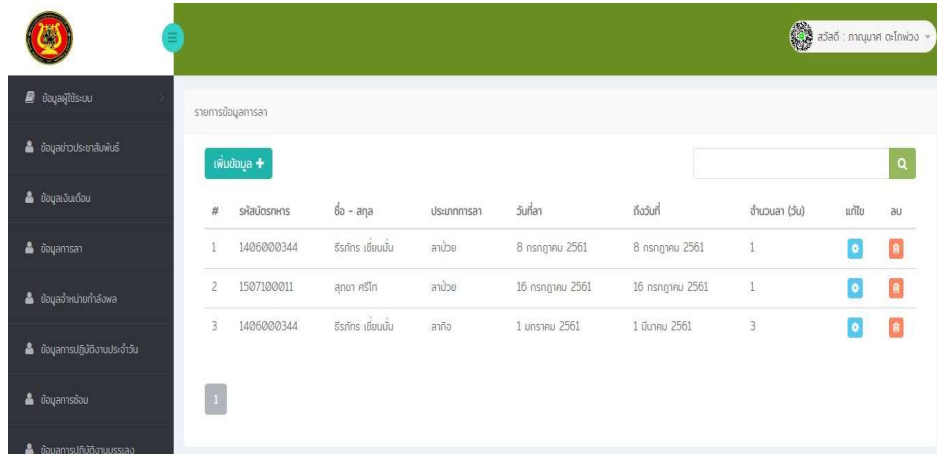 สวัสดี : ภาณุมาศ ตะโกพ่วง
ข้อมูลผู้ใช้ระบบ
ข้อมูลข่าวประชาสัมพันธ์
ข้อมูลเงินเดือน
ข้อมูลการลา
ข้อมูลจำหน่ายกำลังพล
ข้อมูลการปฏิบัติงานประจำวัน
ข้อมูลการซ้อม
ข้อมูลการปฏิบัติงานบรรเลง
รายการข้อมูลการลา
เพิ่มข้อมูล +
# รหัสบัตรทหาร ชื่อ - สกุล ประเภทการลา วันที่ลา ถึงวันที่ จำนวนลา (วัน) แก้ไข ลบ
1 1406000344 ธีรภัทร เขียนมั่น ลาป่วย 8 กรกฎาคม 2561 8 กรกฎาคม 2561 1
2 1507100011 สุทชา ศรีโท ลาป่วย 16 กรกฎาคม 2561 16 กรกฎาคม 2561 1
3 1406000344 ธีรภัทร เขียนมั่น ลากิจ 1 มกราคม 2561 1 มีนาคม 2561 3
1